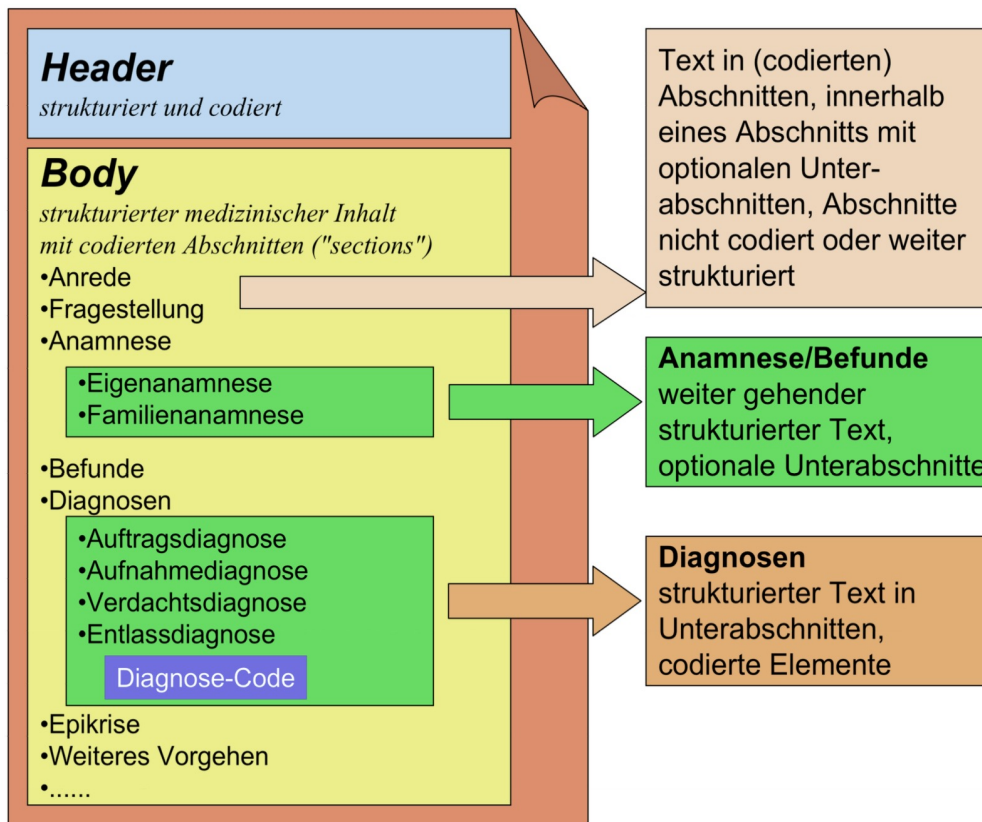 Header
strukturiert und codiert
Body
strukturierter medizinischer Inhalt
mit codierten Abschnitten ("sections")
•Anrede
•Fragestellung
•Anamnese
•Eigenanamnese
•Familienanamnese
•Befunde
•Diagnosen
•Auftragsdiagnose
•Aufnahmediagnose
•Verdachtsdiagnose
•Entlassdiagnose
Diagnose-Code
•Epikrise
•Weiteres Vorgehen
•......
Text in (codierten)
Abschnitten, innerhalb
eines Abschnitts mit
optionalen Unter-
abschnitten, Abschnitte
nicht codiert oder weiter
strukturiert
Anamnese/Befunde
weiter gehender
strukturierter Text,
optionale Unterabschnitte
Diagnosen
strukturierter Text in
Unterabschnitten,
codierte Elemente